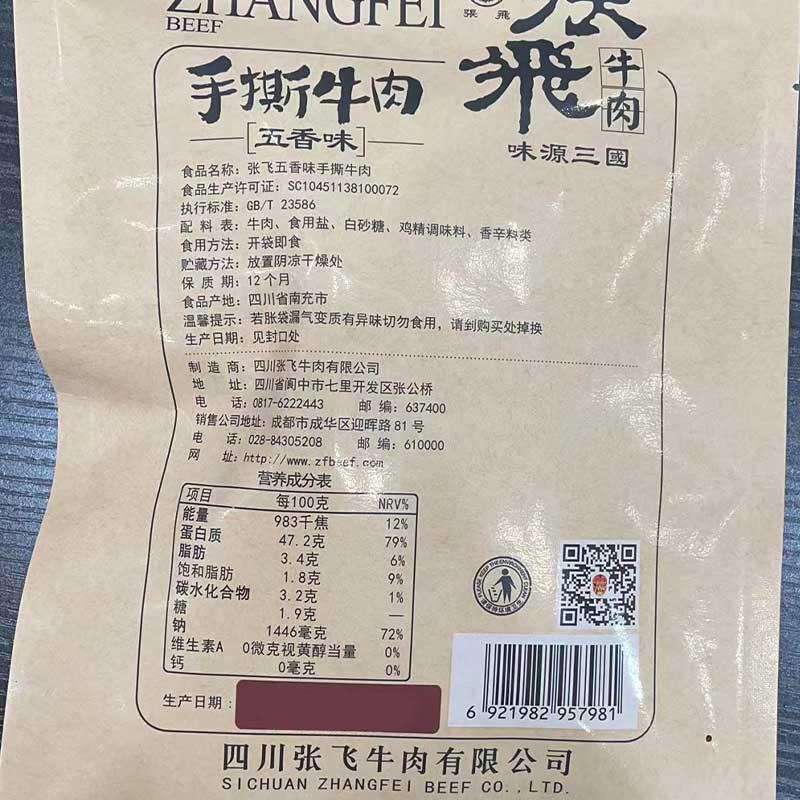 ZHANGFEI
BEEF
張飛
張飛
牛肉
味源三國
手撕牛肉
五香味
食品名称：张飞五香味手撕牛肉
食品生产许可证：SC10451138100072
执行标准：GB/T 23586
配 料 表：牛肉、食用盐、白砂糖、鸡精调味料、香辛料类
食用方法：开袋即食
贮藏方法：放置阴凉干燥处
保 质 期：12个月
食品产地：四川省南充市
温馨提示：若胀袋漏气变质有异味切勿食用，请到购买处掉换
生产日期：见封口处
制 造 商：四川张飞牛肉有限公司
地 址：四川省阆中市七里开发区张公桥
电 话：0817-6222443 邮 编：637400
销售公司地址：成都市成华区迎晖路81号
电 话：028-84305208 邮 编：610000
网 址：http://www.zfbeef.com
营养成分表
项目 每100克 NRV%
能量 983千焦 12%
蛋白质 47.2克 79%
脂肪 3.4克 6%
饱和脂肪 1.8克 9%
碳水化合物 3.2克 1%
糖 1.9克 —
钠 1446毫克 72%
维生素A 0微克视黄醇当量 0%
钙 0毫克 0%
生产日期：
6 921982 957981
四川张飞牛肉有限公司
SICHUAN ZHANGFEI BEEF CO.,LTD.